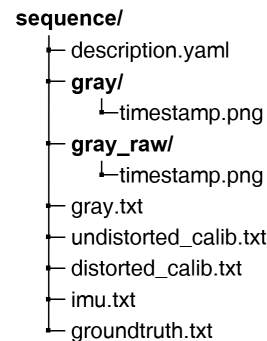 sequence/
description.yaml
gray/
timestamp.png
gray_raw/
timestamp.png
gray.txt
undistorted_calib.txt
distorted_calib.txt
imu.txt
groundtruth.txt